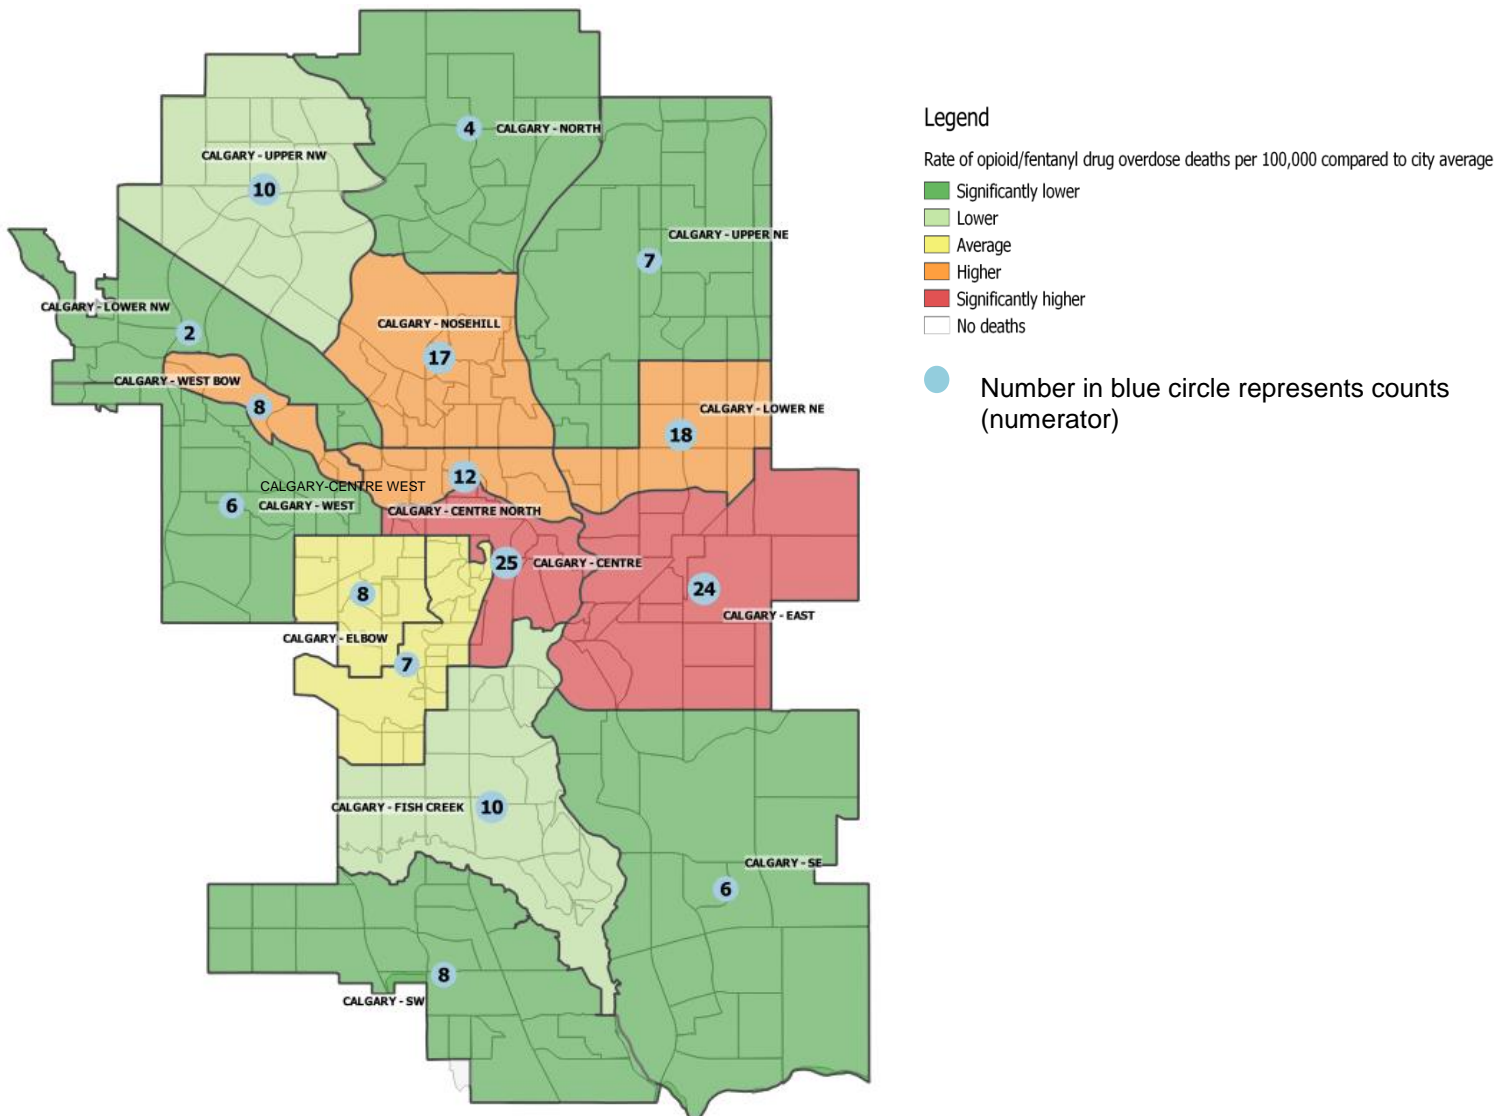 CALGARY - NORTH
4
CALGARY - UPPER NW
10
CALGARY - UPPER NE
7
CALGARY - LOWER NW
2
CALGARY - NOSEHILL
17
CALGARY - WEST BOW
8
CALGARY - LOWER NE
18
12
CALGARY-CENTRE WEST
6
CALGARY - WEST
CALGARY - CENTRE NORTH
25
CALGARY - CENTRE
8
24
CALGARY - EAST
CALGARY - ELBOW
7
CALGARY - FISH CREEK
10
CALGARY - SE
6
8
CALGARY - SW
Legend
Rate of opioid/fentanyl drug overdose deaths per 100,000 compared to city average
Significantly lower
Lower
Average
Higher
Significantly higher
No deaths
Number in blue circle represents counts
(numerator)